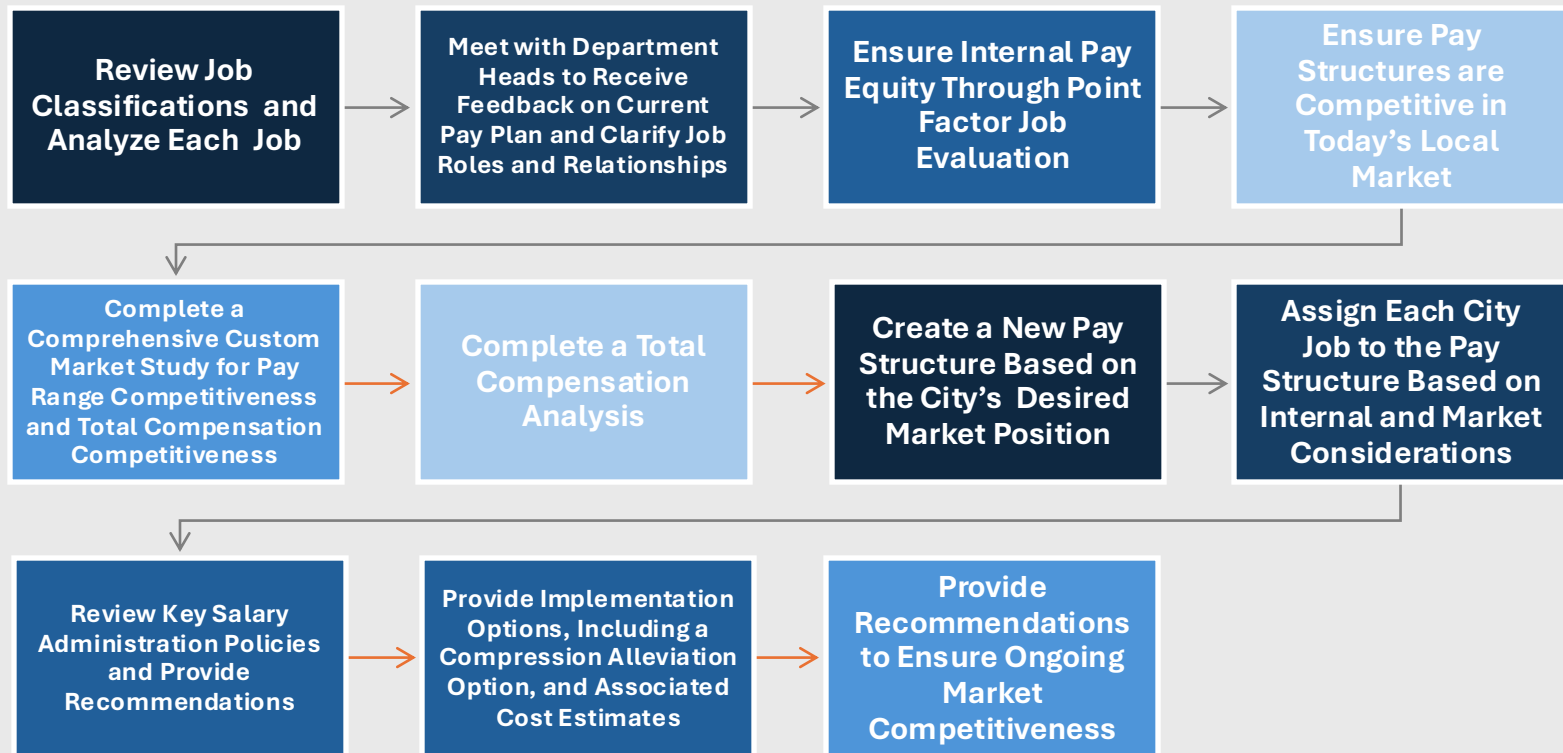 Review Job
Classifications and
Analyze Each Job
Meet with Department
Heads to Receive
Feedback on Current
Pay Plan and Clarify Job
Roles and Relationships
Ensure Internal Pay
Equity Through Point
Factor Job
Evaluation
Ensure Pay
Structures are
Competitive in
Today's Local
Market
Complete a
Comprehensive Custom
Market Study for Pay
Range Competitiveness
and Total Compensation
Competitiveness
Complete a Total
Compensation
Analysis
Create a New Pay
Structure Based on
the City's Desired
Market Position
Assign Each City
Job to the Pay
Structure Based on
Internal and Market
Considerations
Review Key Salary
Administration Policies
and Provide
Recommendations
Provide Implementation
Options, Including a
Compression Alleviation
Option, and Associated
Cost Estimates
Provide
Recommendations
to Ensure Ongoing
Market
Competitiveness